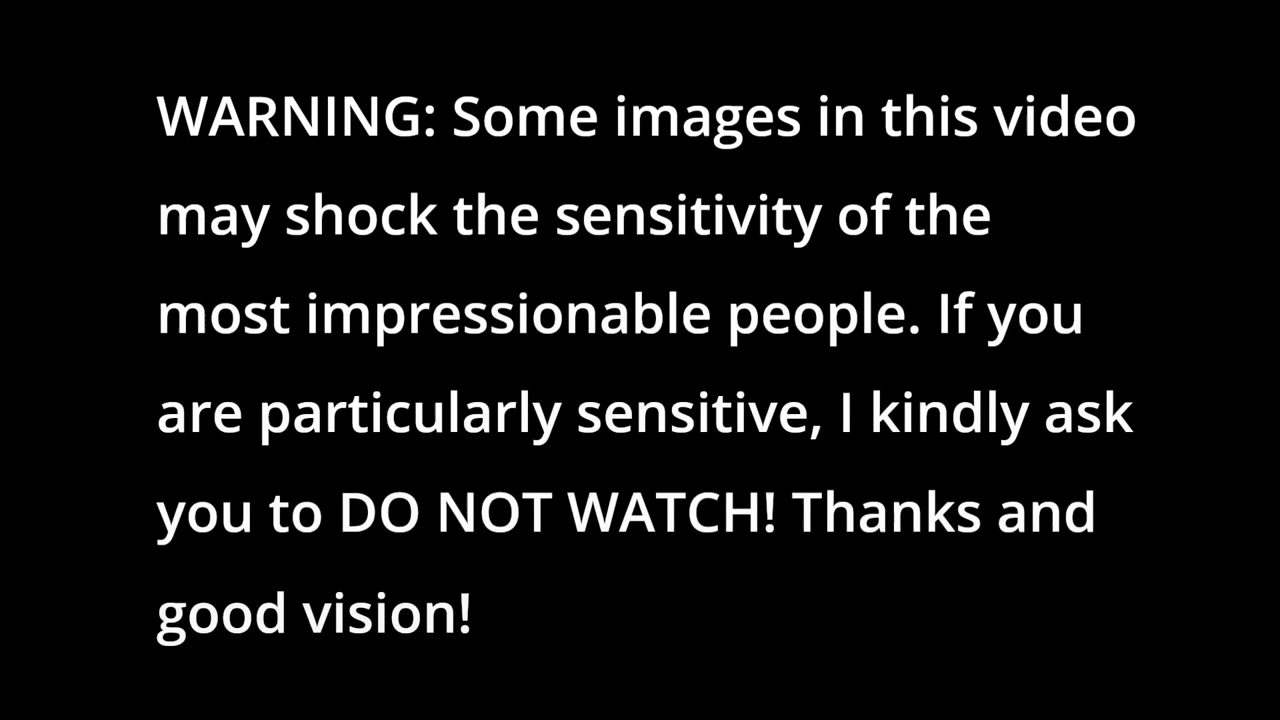 WARNING: Some images in this video
may shock the sensitivity of the
most impressionable people. If you
are particularly sensitive, I kindly ask
you to DO NOT WATCH! Thanks and
good vision!